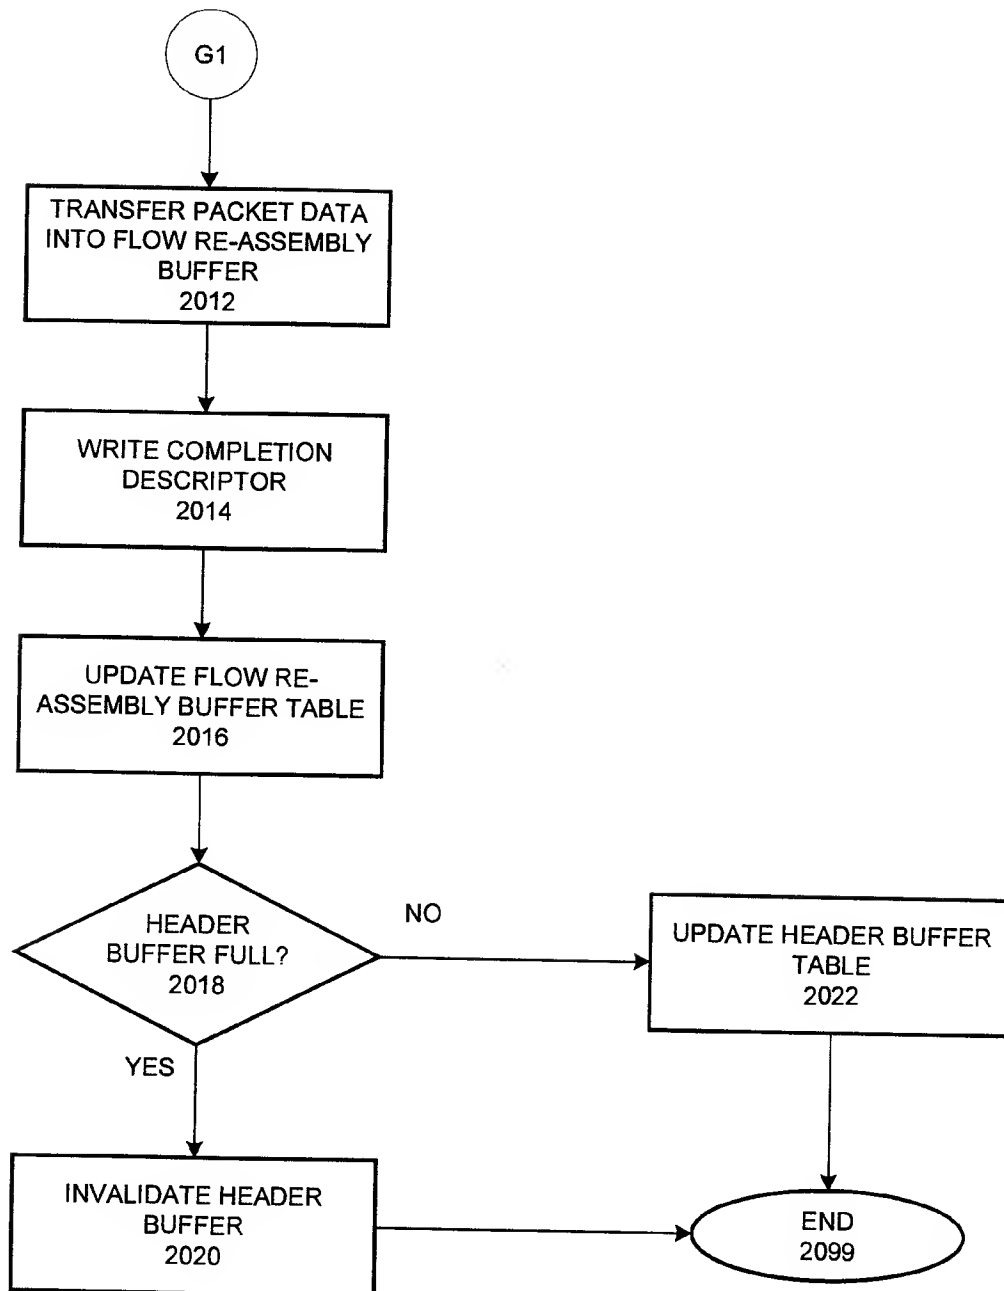 G1
TRANSFER PACKET DATA
INTO FLOW RE-ASSEMBLY
BUFFER
2012
WRITE COMPLETION
DESCRIPTOR
2014
UPDATE FLOW RE-
ASSEMBLY BUFFER TABLE
2016
HEADER
BUFFER FULL?
2018
NO
UPDATE HEADER BUFFER
TABLE
2022
YES
INVALIDATE HEADER
BUFFER
2020
END
2099